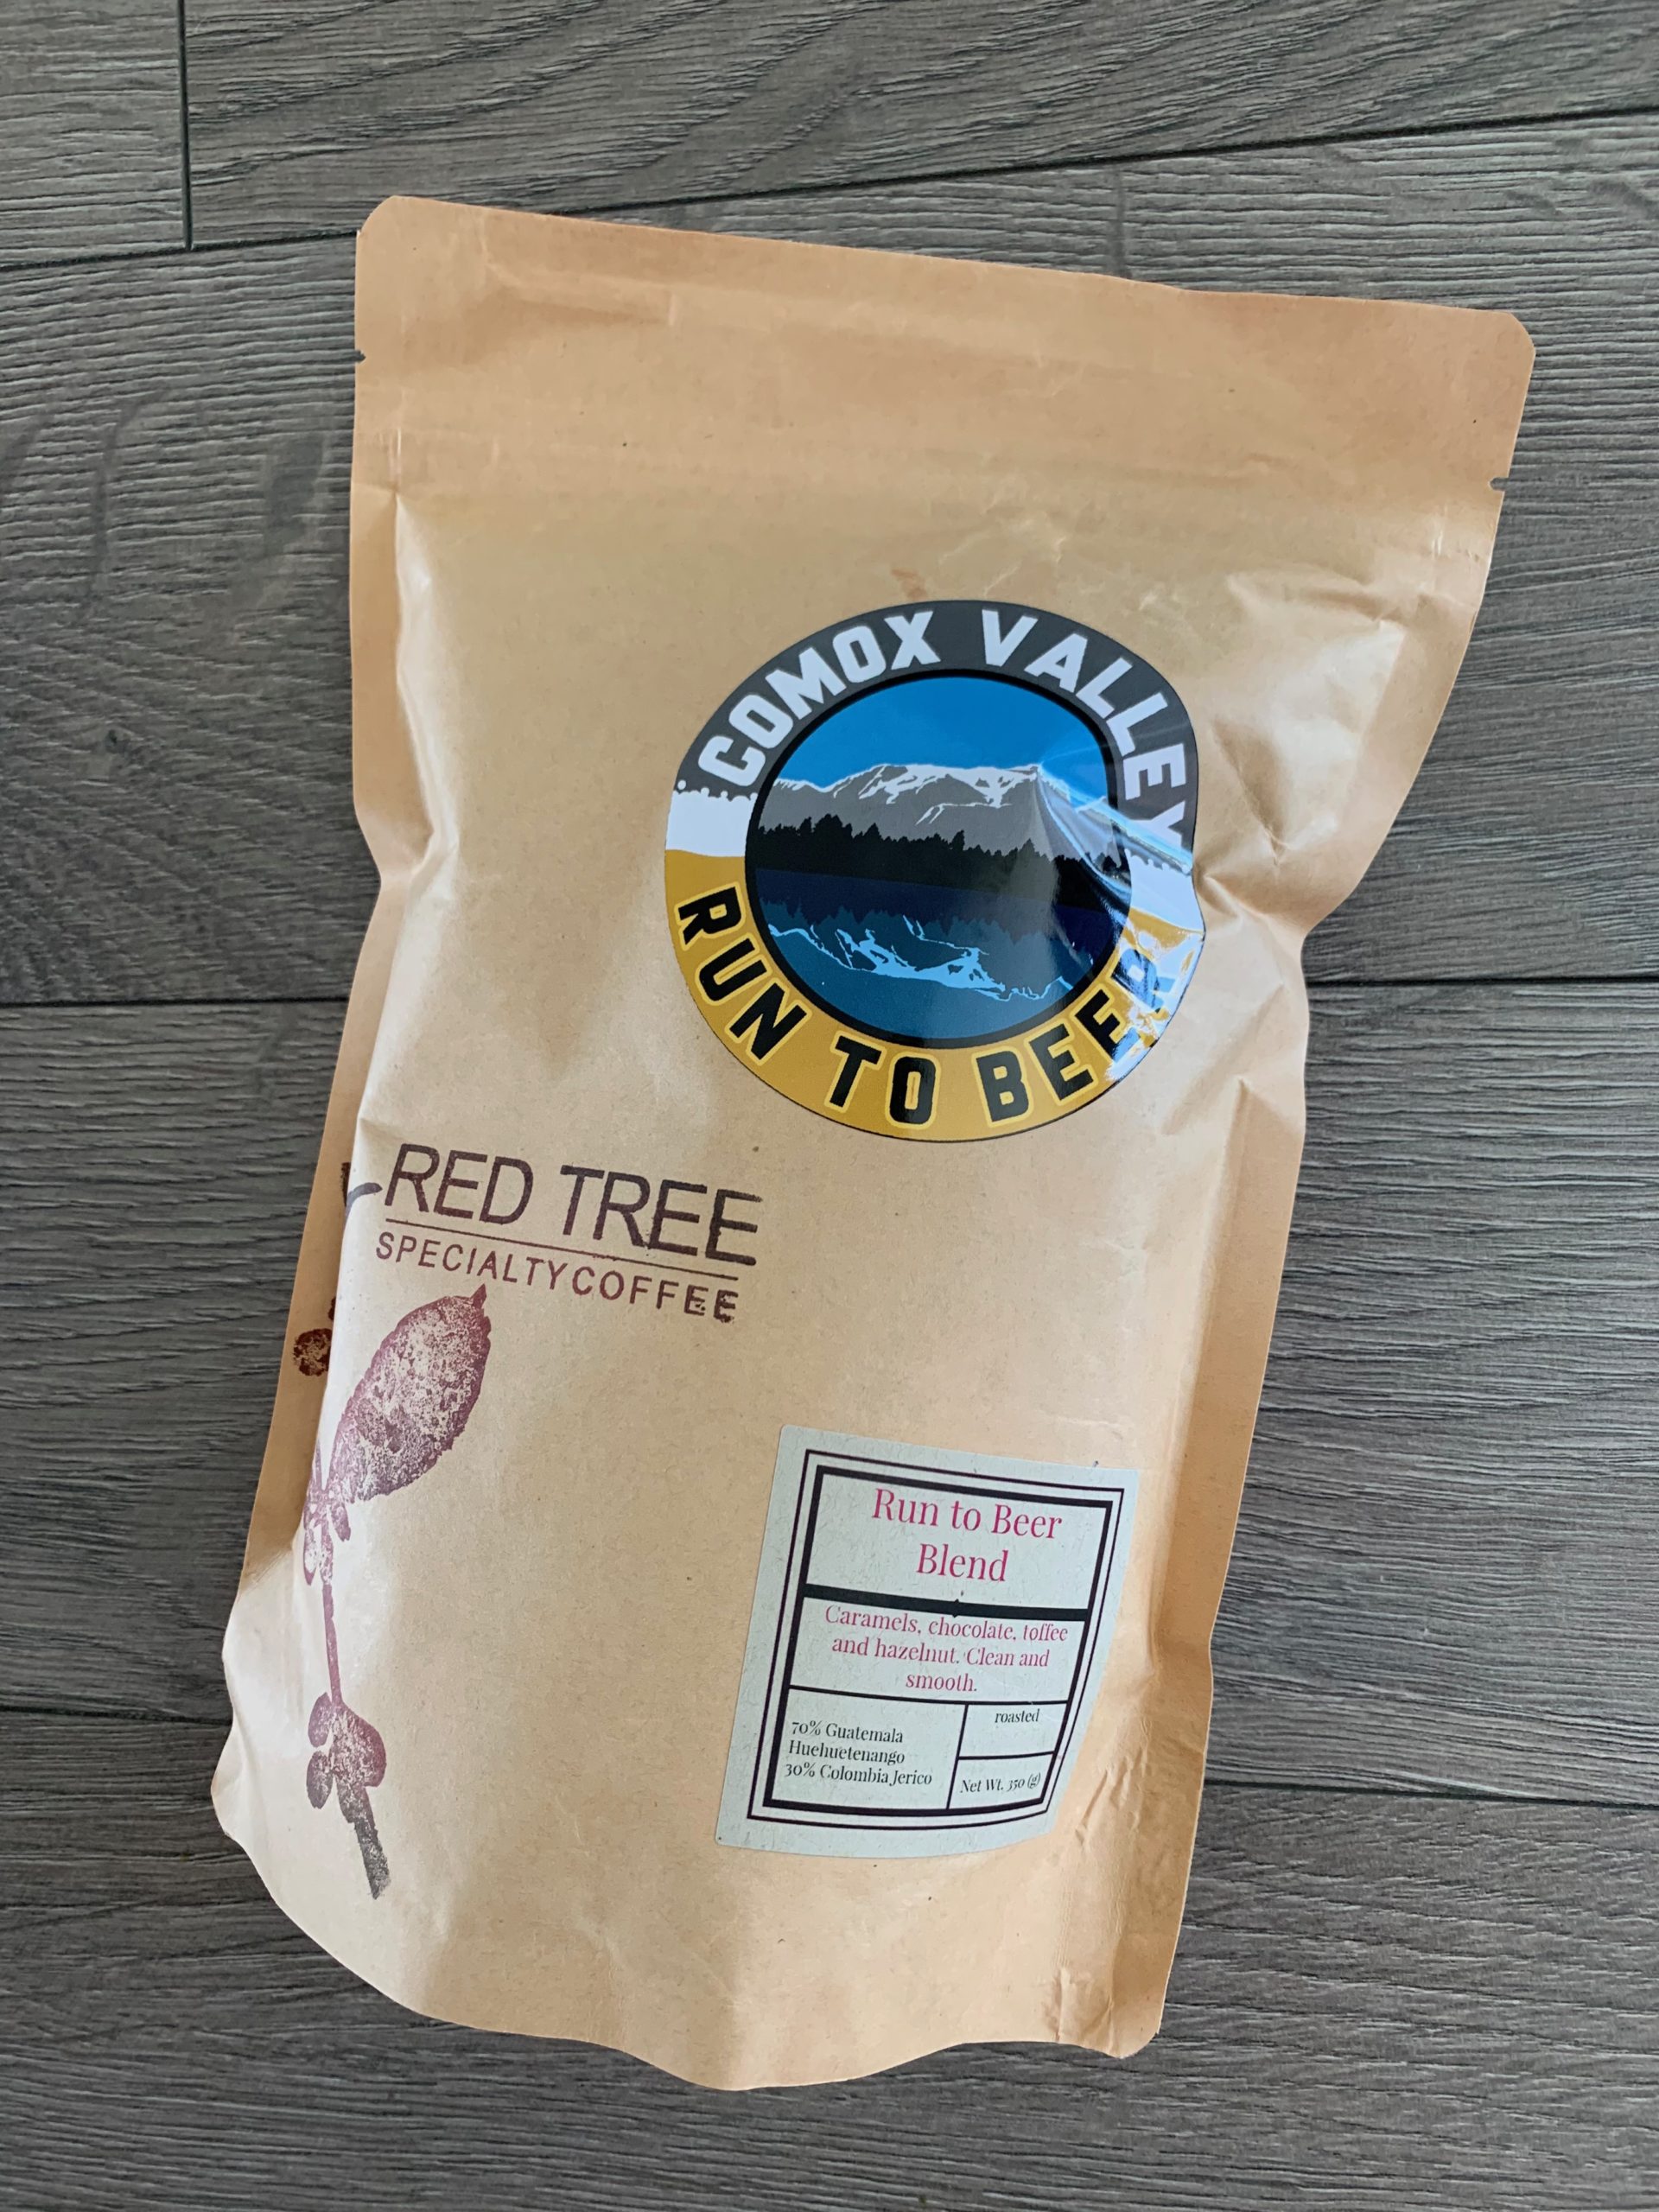 COMOX VALLEY
RUN TO BEER
RED TREE
SPECIALTY COFFEE
Run to Beer
Blend
Caramels, chocolate, toffee
and hazelnut. Clean and
smooth.
70% Guatemala
Huehuetenango
30% Colombia Jerico
roasted
Net Wt. 350 (g)